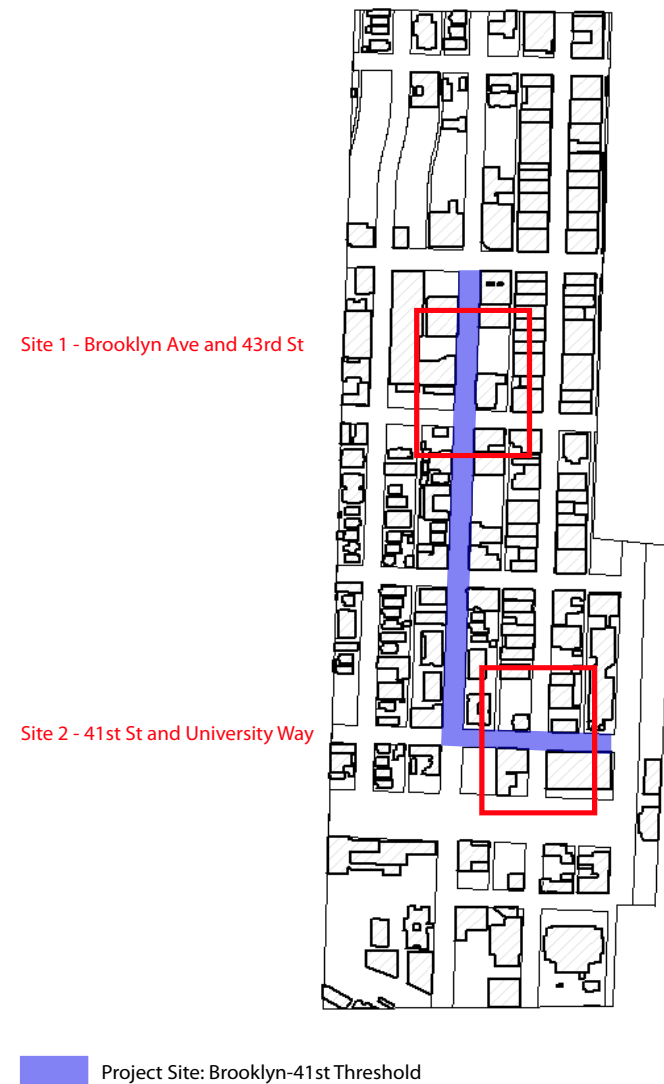 Site 1 - Brooklyn Ave and 43rd St
Site 2 - 41st St and University Way
Project Site: Brooklyn-41st Threshold